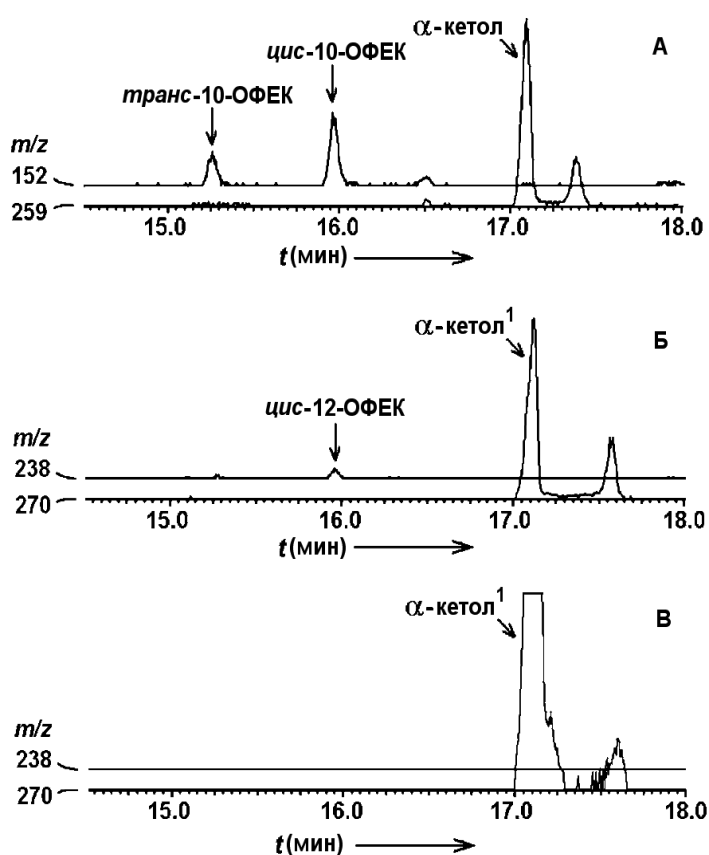 α-кетол
А
цис-10-ОФЕК
транс-10-ОФЕК
m/z
152
259
15.0 16.0 17.0 18.0
t (мин)
α-кетол¹
Б
цис-12-ОФЕК
m/z
238
270
15.0 16.0 17.0 18.0
t (мин)
α-кетол¹
В
m/z
238
270
15.0 16.0 17.0 18.0
t (мин)